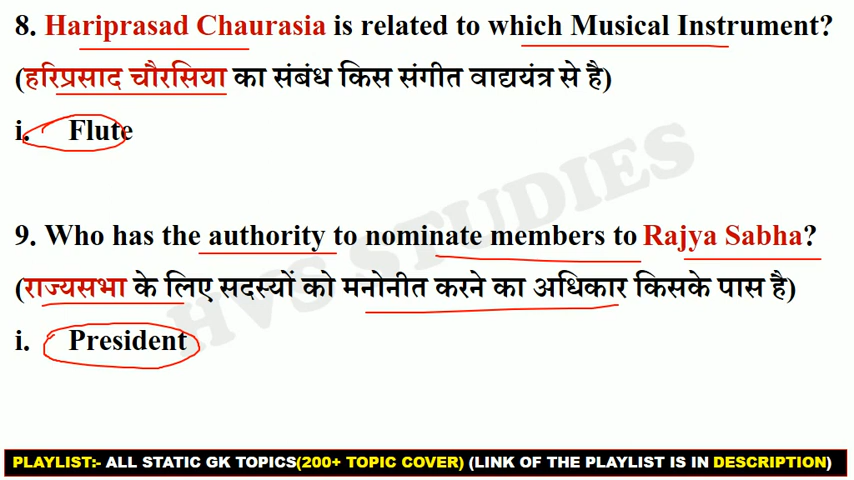 8. Hariprasad Chaurasia is related to which Musical Instrument?
(हरिप्रसाद चौरसिया का संबंध किस संगीत वाद्ययंत्र से है)
i. Flute
HVS STUDIES
9. Who has the authority to nominate members to Rajya Sabha?
(राज्यसभा के लिए सदस्यों को मनोनीत करने का अधिकार किसके पास है)
i. President
PLAYLIST:- ALL STATIC GK TOPICS(200+ TOPIC COVER) (LINK OF THE PLAYLIST IS IN DESCRIPTION)